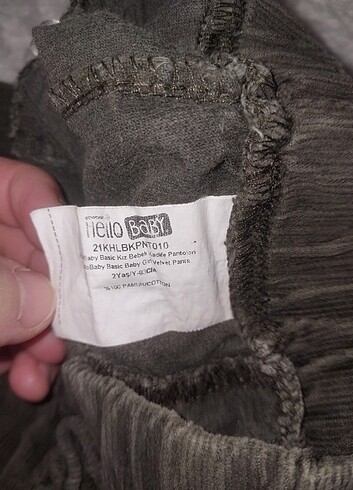 Hello BABY
21KHLBKPNT010
Baby Basic Kız Bebek Kadife Pantolon
Baby Basic Baby Girl Velvet Pants
2Yaş/Y-
%100 PAMUK/COTTON